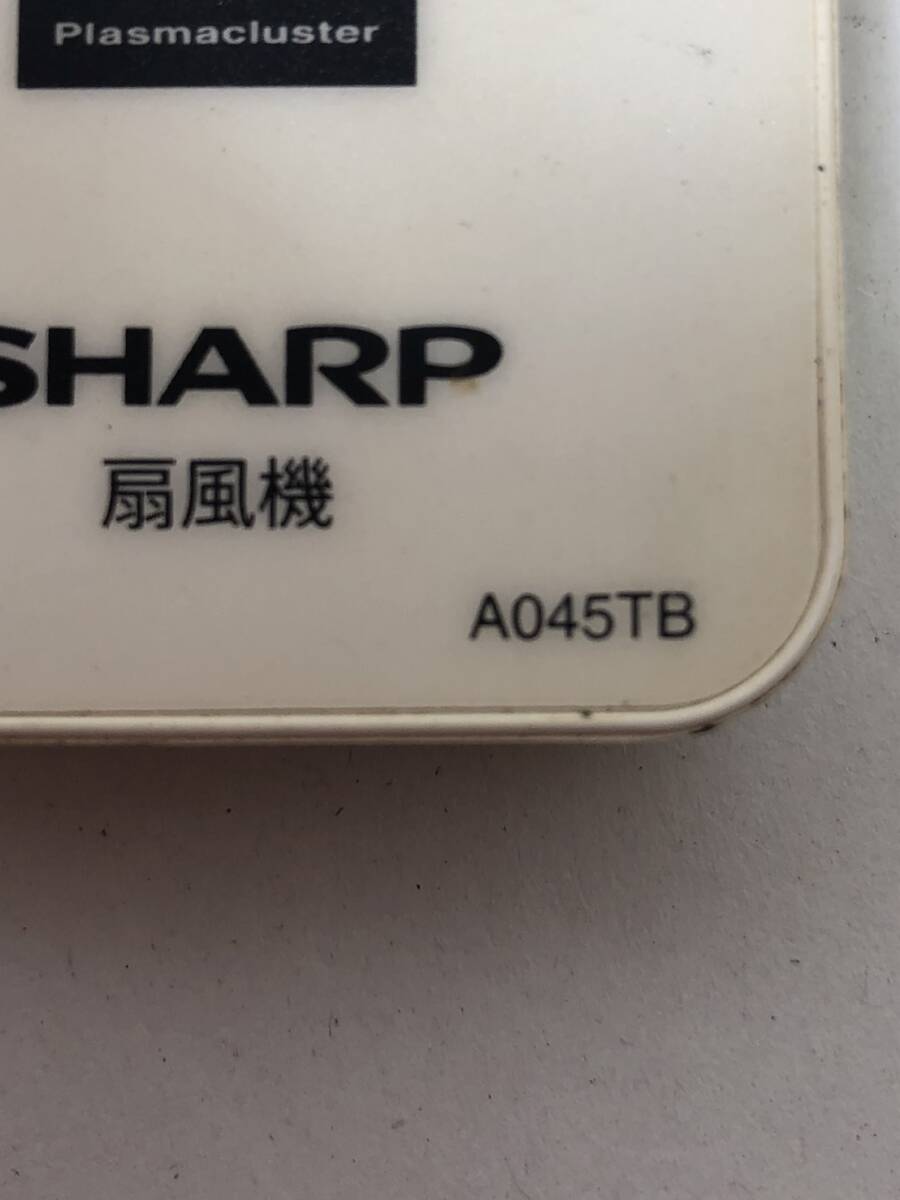 Plasmacluster
SHARP
扇風機
A045TB